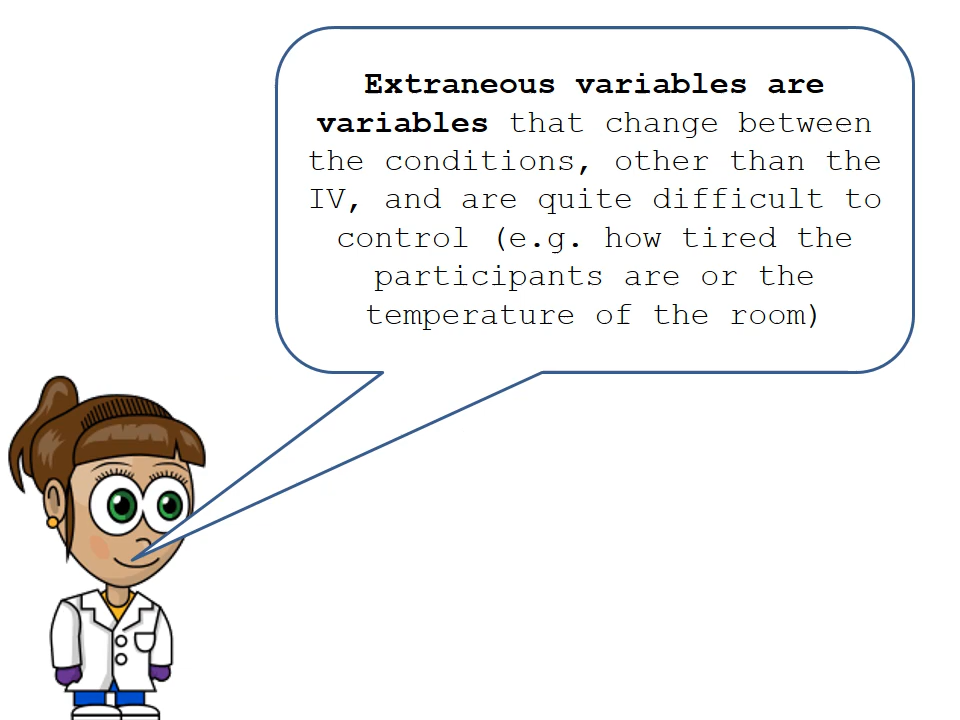 Extraneous variables are
variables that change between
the conditions, other than the
IV, and are quite difficult to
control (e.g. how tired the
participants are or the
temperature of the room)